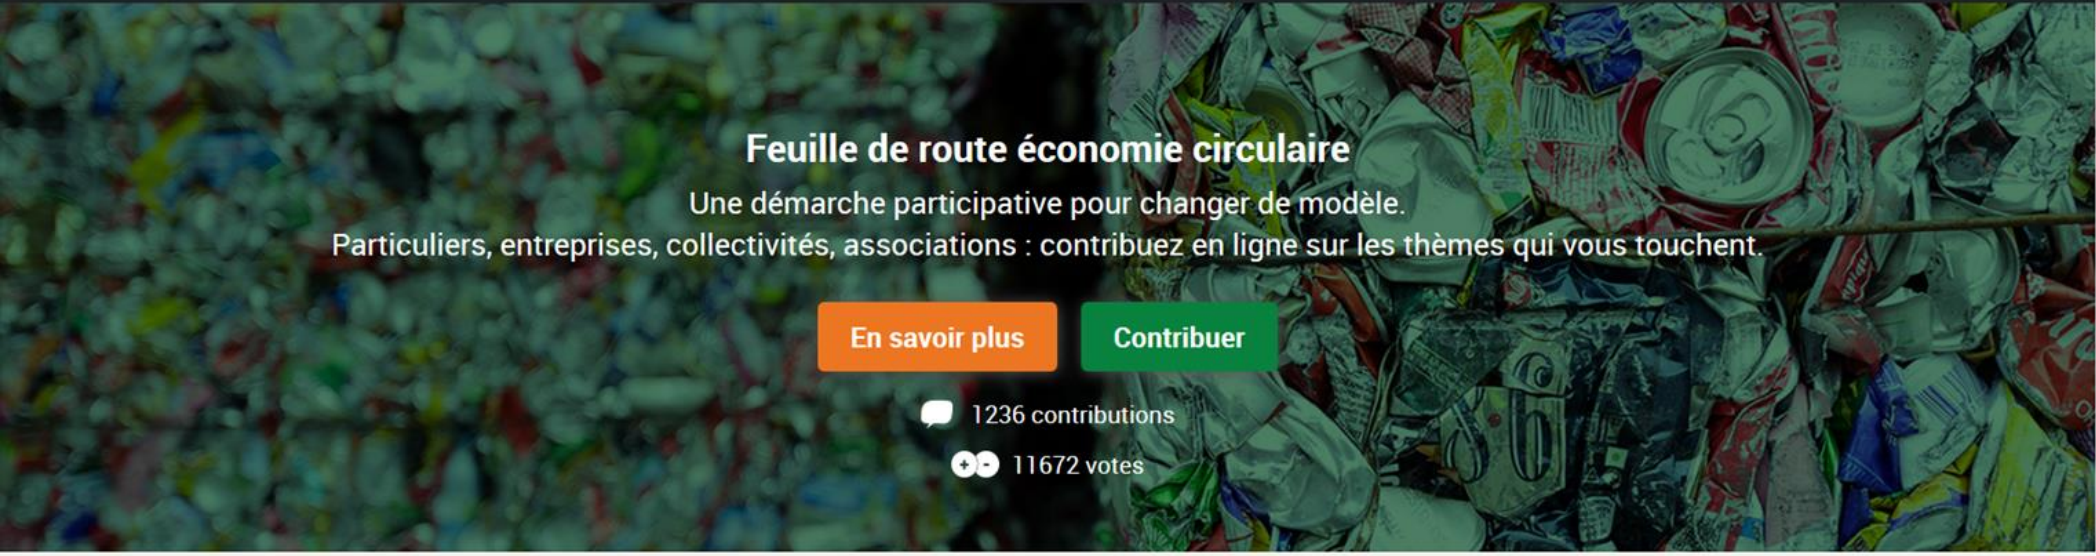 Feuille de route économie circulaire
Une démarche participative pour changer de modèle.
Particuliers, entreprises, collectivités, associations : contribuez en ligne sur les thèmes qui vous touchent.
En savoir plus
Contribuer
1236 contributions
11672 votes